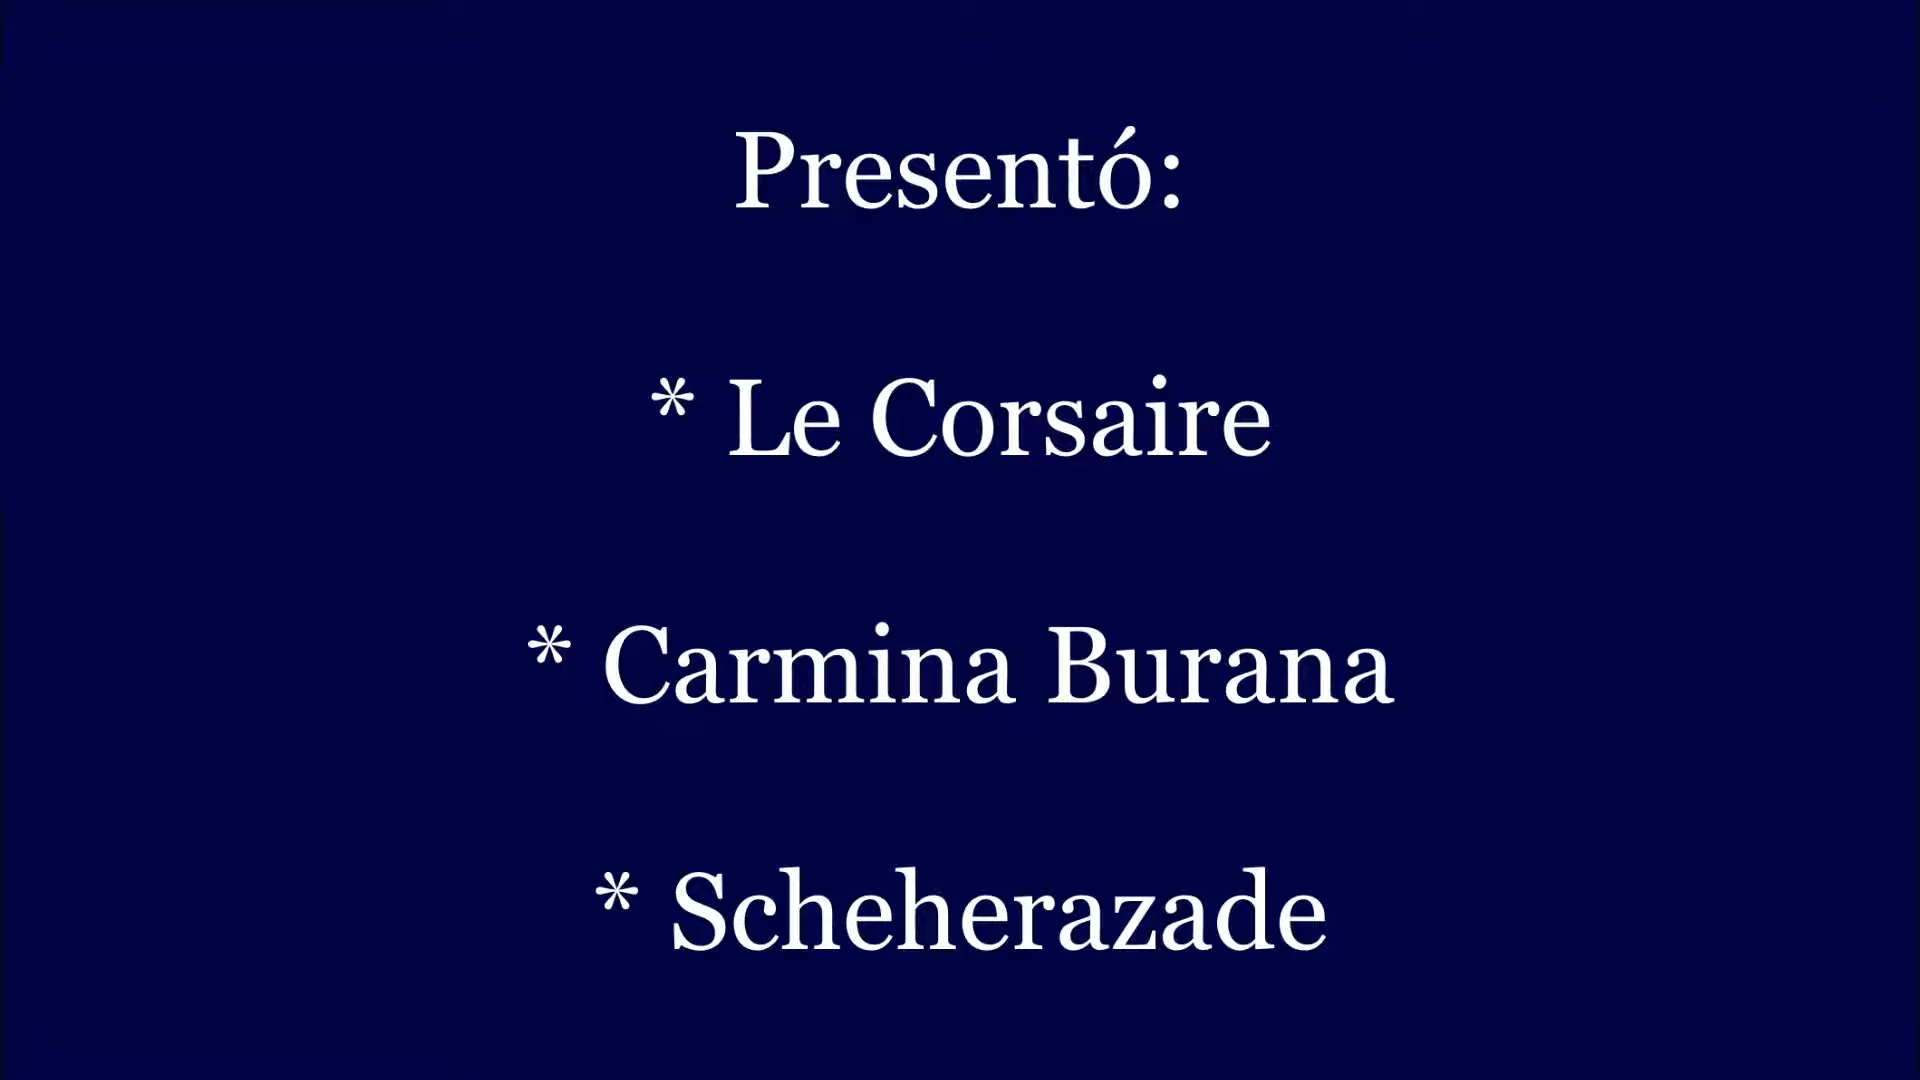 Presentó:
* Le Corsaire
* Carmina Burana
* Scheherazade